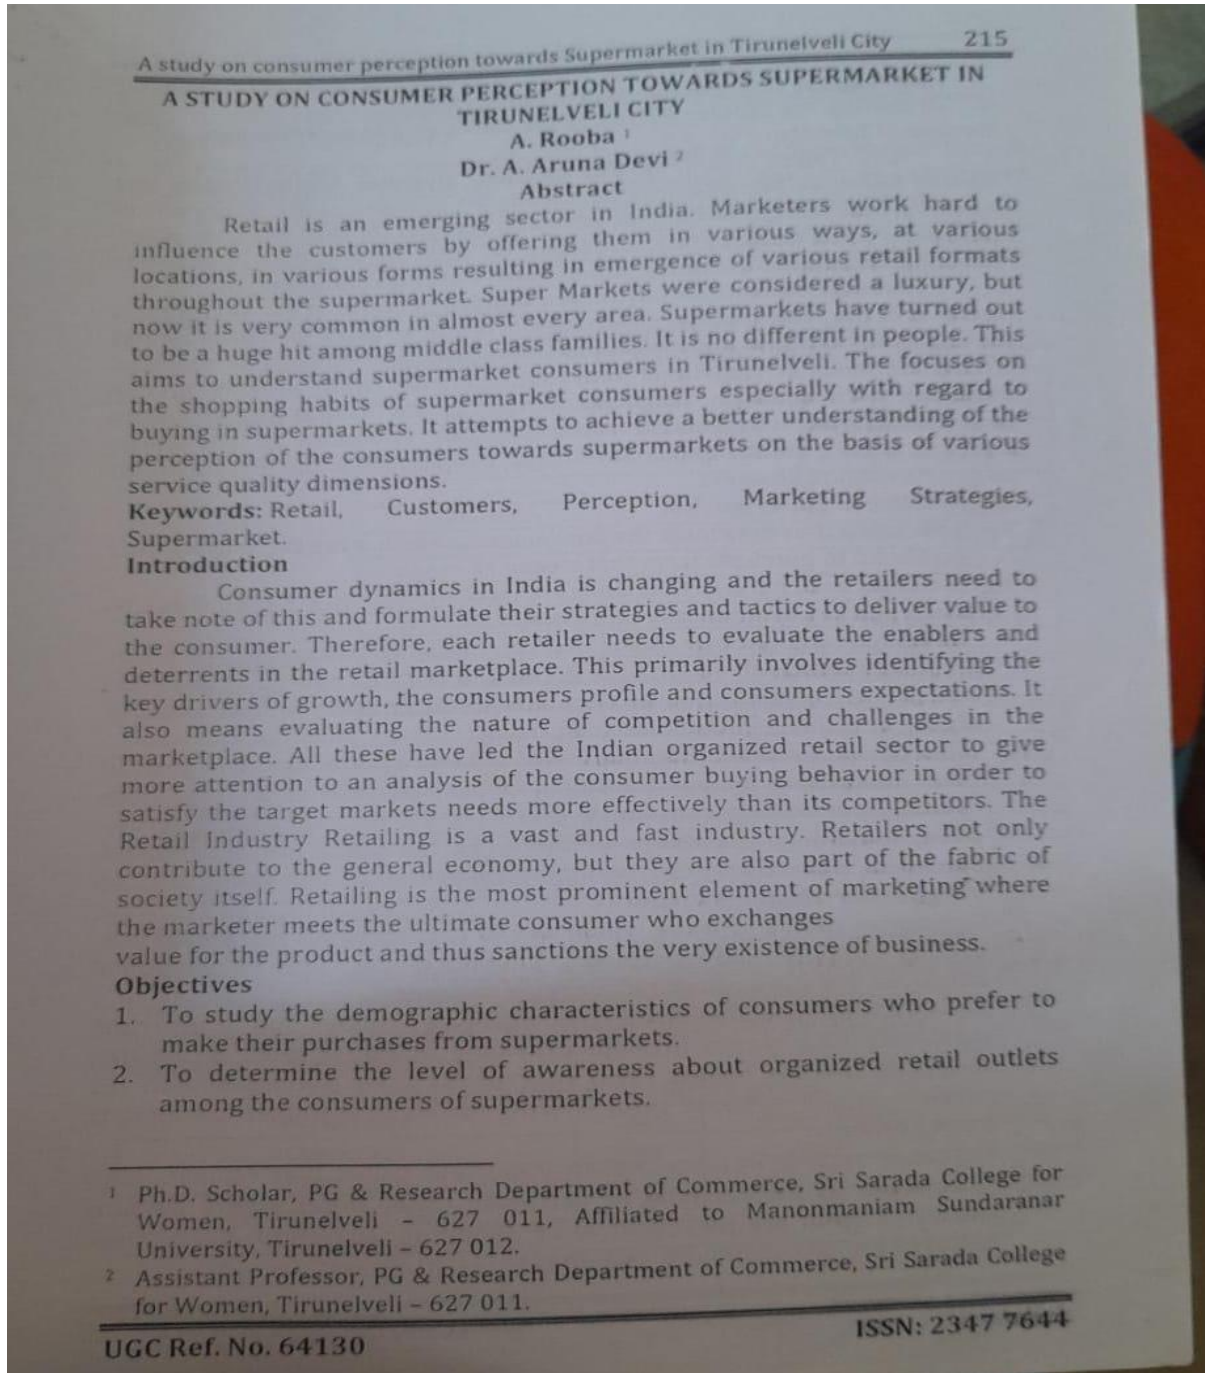 A study on consumer perception towards Supermarket in Tirunelveli City 215
A STUDY ON CONSUMER PERCEPTION TOWARDS SUPERMARKET IN
TIRUNELVELI CITY
A. Rooba 1
Dr. A. Aruna Devi 2
Abstract
Retail is an emerging sector in India. Marketers work hard to
influence the customers by offering them in various ways, at various
locations, in various forms resulting in emergence of various retail formats
throughout the supermarket. Super Markets were considered a luxury, but
now it is very common in almost every area. Supermarkets have turned out
to be a huge hit among middle class families. It is no different in people. This
aims to understand supermarket consumers in Tirunelveli. The focuses on
the shopping habits of supermarket consumers especially with regard to
buying in supermarkets. It attempts to achieve a better understanding of the
perception of the consumers towards supermarkets on the basis of various
service quality dimensions.
Keywords: Retail, Customers, Perception, Marketing Strategies,
Supermarket.
Introduction
Consumer dynamics in India is changing and the retailers need to
take note of this and formulate their strategies and tactics to deliver value to
the consumer. Therefore, each retailer needs to evaluate the enablers and
deterrents in the retail marketplace. This primarily involves identifying the
key drivers of growth, the consumers profile and consumers expectations. It
also means evaluating the nature of competition and challenges in the
marketplace. All these have led the Indian organized retail sector to give
more attention to an analysis of the consumer buying behavior in order to
satisfy the target markets needs more effectively than its competitors. The
Retail Industry Retailing is a vast and fast industry. Retailers not only
contribute to the general economy, but they are also part of the fabric of
society itself. Retailing is the most prominent element of marketing where
the marketer meets the ultimate consumer who exchanges
value for the product and thus sanctions the very existence of business.
Objectives
1. To study the demographic characteristics of consumers who prefer to
make their purchases from supermarkets.
2. To determine the level of awareness about organized retail outlets
among the consumers of supermarkets.
1 Ph.D. Scholar, PG & Research Department of Commerce, Sri Sarada College for
Women, Tirunelveli – 627 011, Affiliated to Manonmaniam Sundaranar
University, Tirunelveli – 627 012.
2 Assistant Professor, PG & Research Department of Commerce, Sri Sarada College
for Women, Tirunelveli – 627 011.
UGC Ref. No. 64130 ISSN: 2347 7644